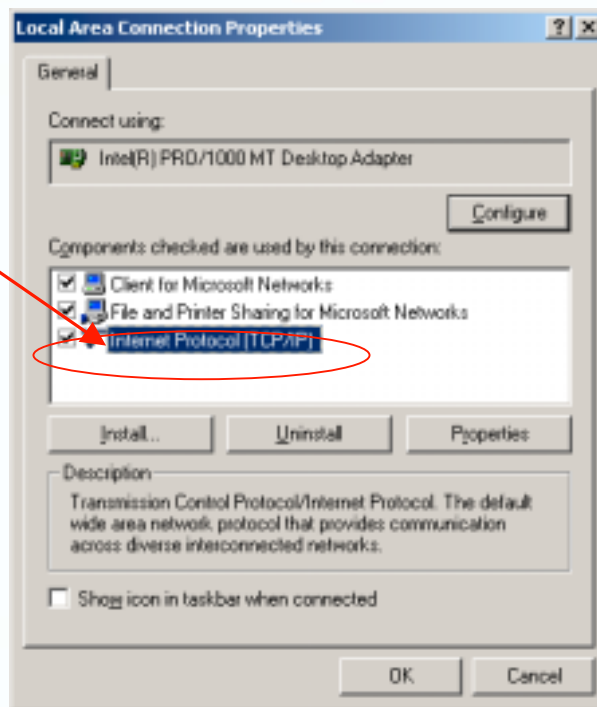 Local Area Connection Properties
General
Connect using:
Intel(R) PRO/1000 MT Desktop Adapter
Configure
Components checked are used by this connection:
Client for Microsoft Networks
File and Printer Sharing for Microsoft Networks
Internet Protocol (TCP/IP)
Install... Uninstall Properties
Description
Transmission Control Protocol/Internet Protocol. The default
wide area network protocol that provides communication
across diverse interconnected networks.
Show icon in taskbar when connected
OK Cancel